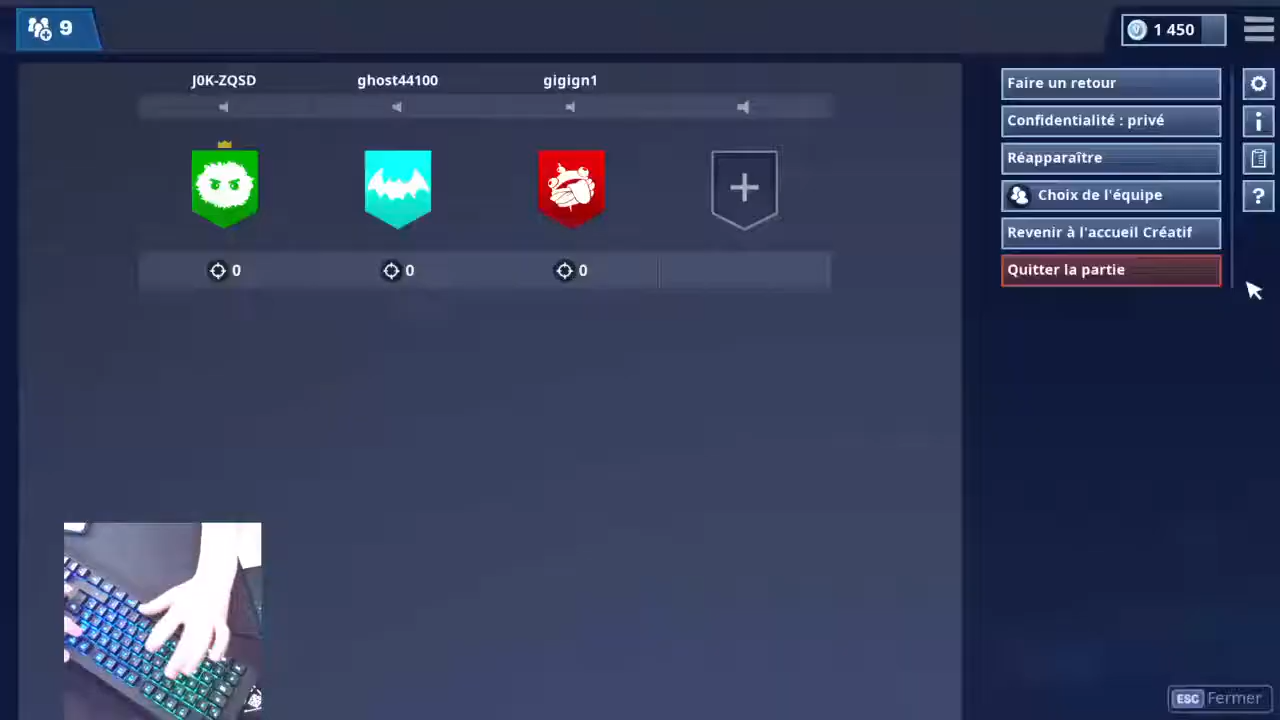 9
1 450
J0K-ZQSD
ghost44100
gigign1
0
0
0
Faire un retour
Confidentialité : privé
Réapparaître
Choix de l'équipe
Revenir à l'accueil Créatif
Quitter la partie
?
ESC Fermer